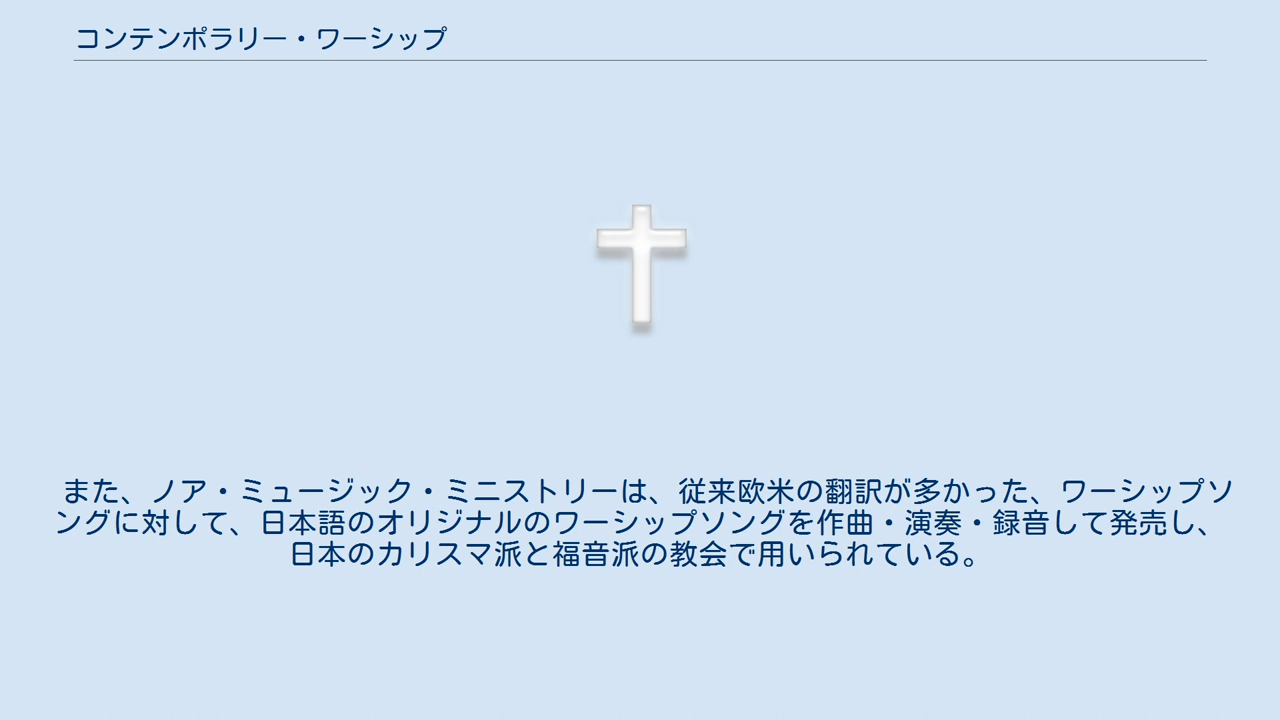 コンテンポラリー・ワーシップ
また、ノア・ミュージック・ミニストリーは、従来欧米の翻訳が多かった、ワーシップソ
ングに対して、日本語のオリジナルのワーシップソングを作曲・演奏・録音して発売し、
日本のカリスマ派と福音派の教会で用いられている。